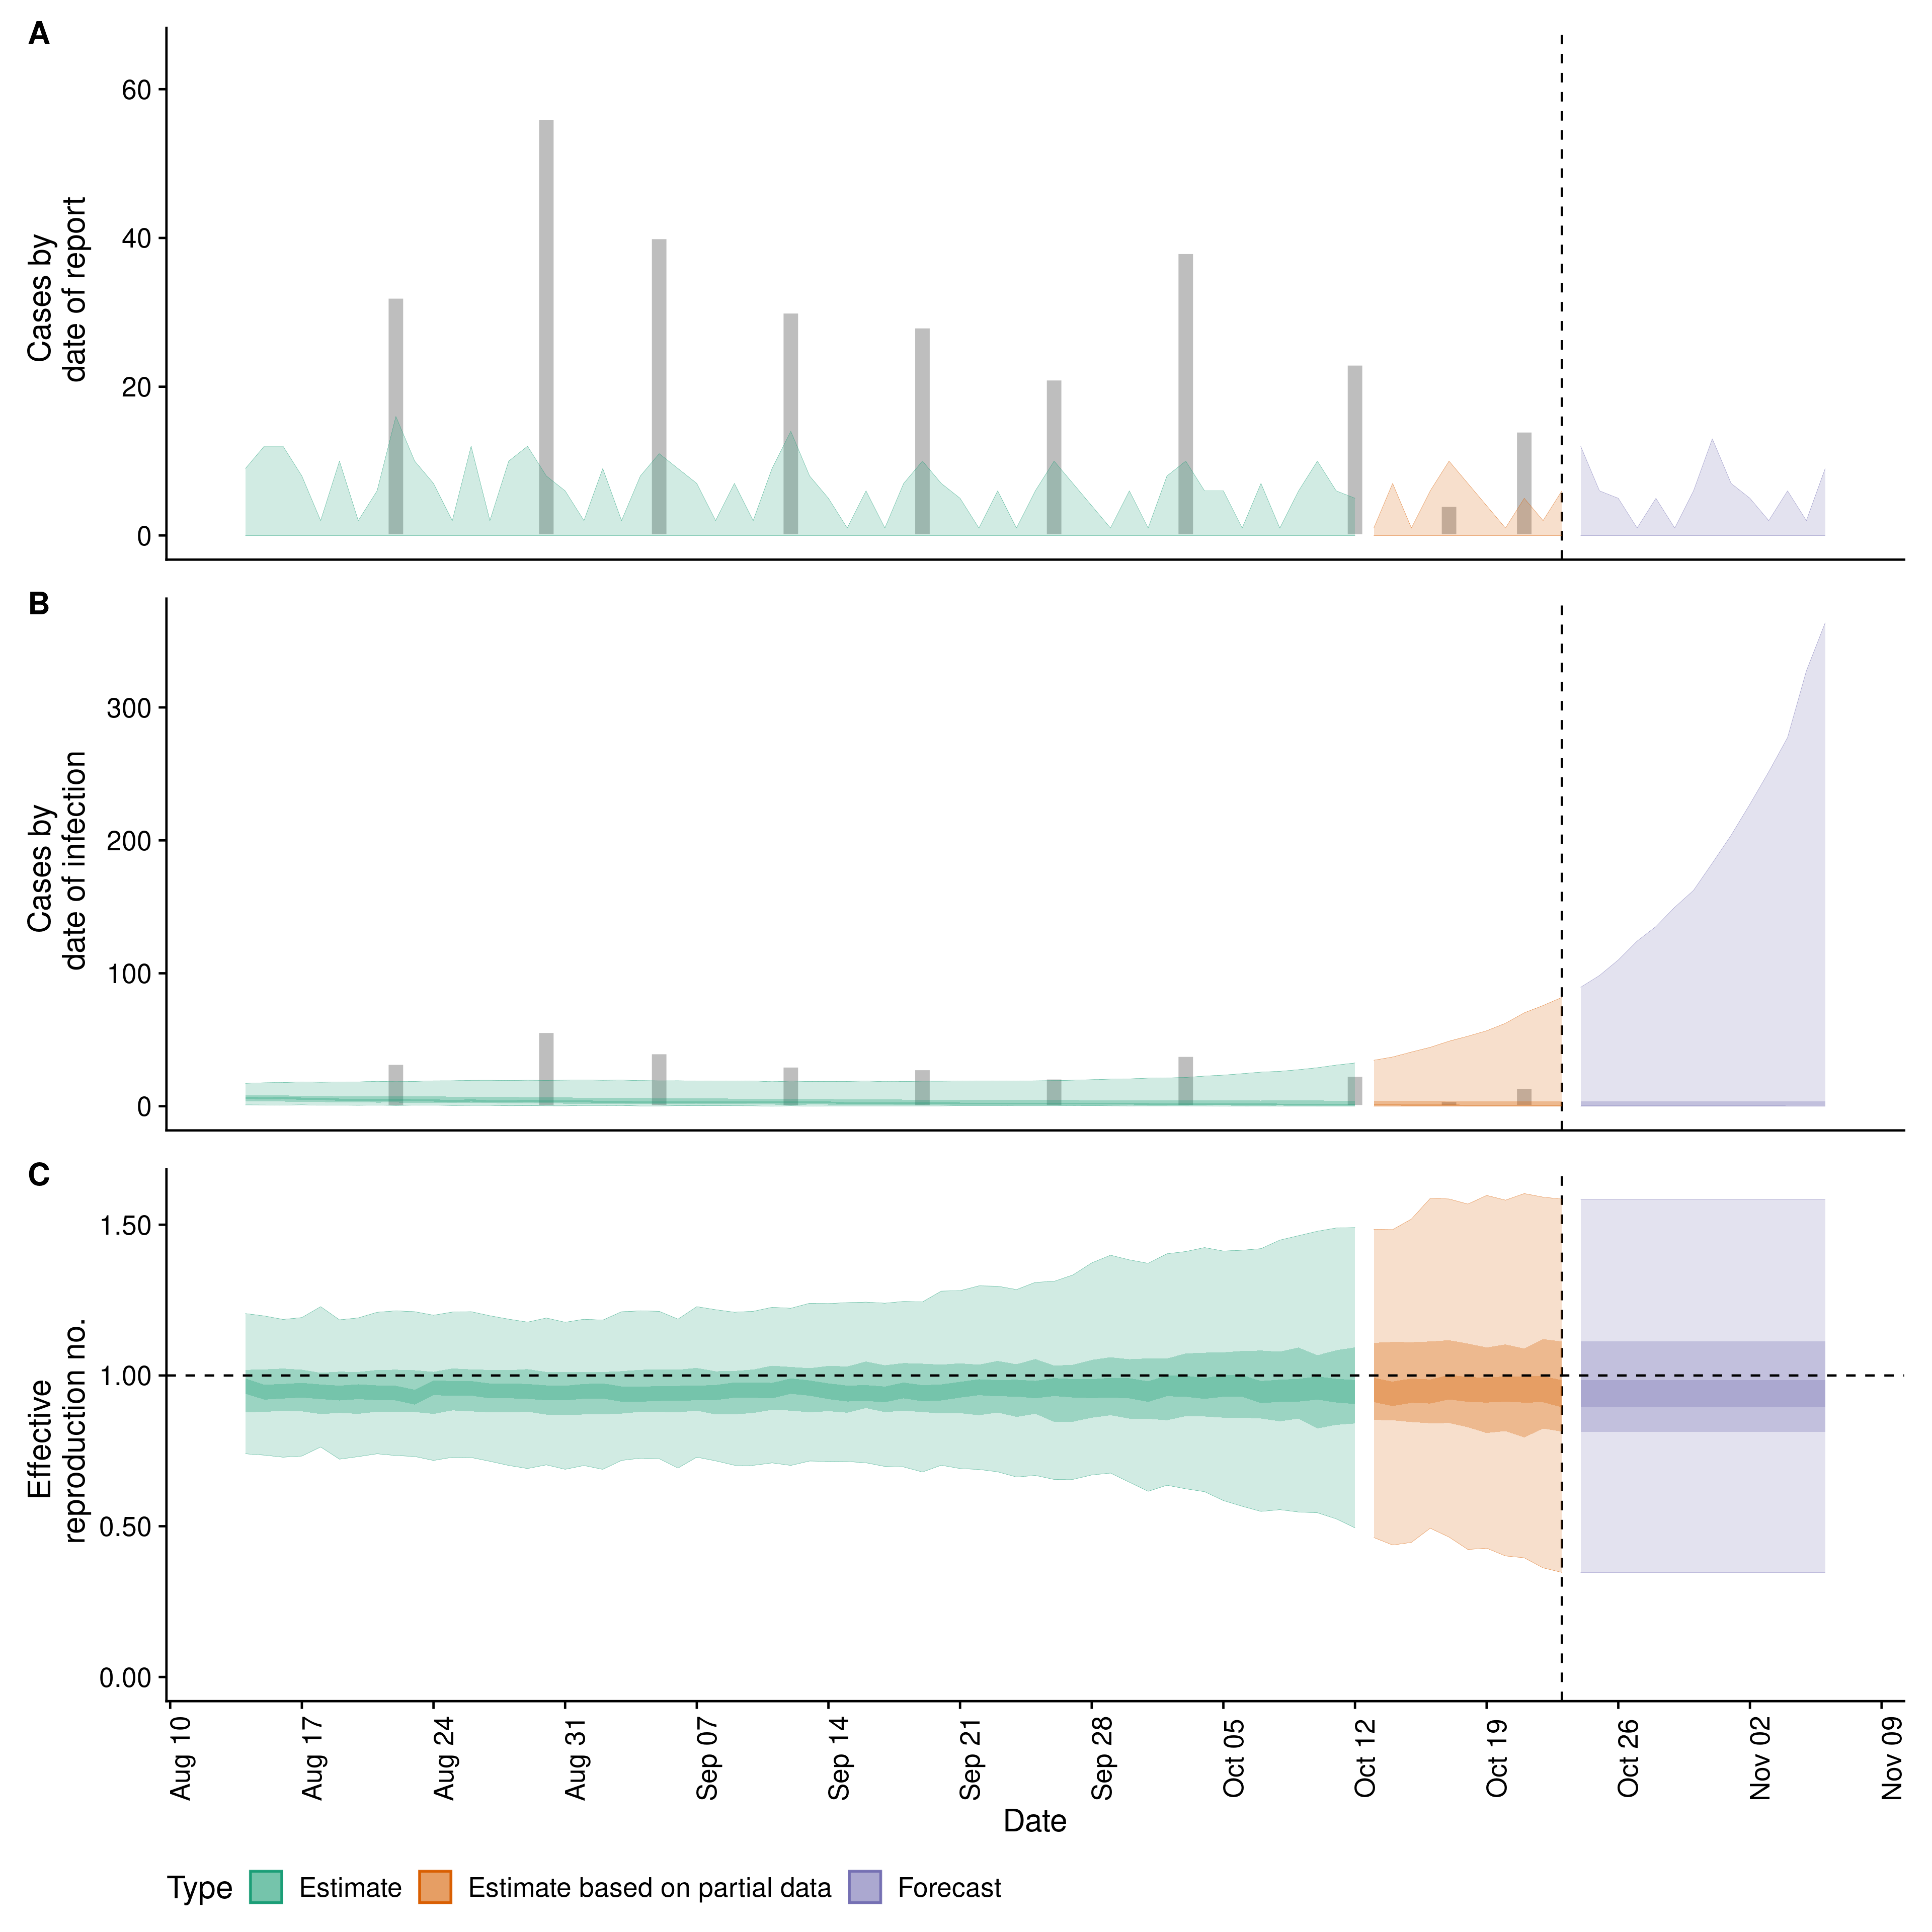 A
Cases by
date of report
60
40
20
0
B
Cases by
date of infection
300
200
100
0
C
Effective
reproduction no.
1.50
1.00
0.50
0.00
Aug 10
Aug 17
Aug 24
Aug 31
Sep 07
Sep 14
Sep 21
Sep 28
Oct 05
Oct 12
Oct 19
Oct 26
Nov 02
Nov 09
Date
Type Estimate Estimate based on partial data Forecast